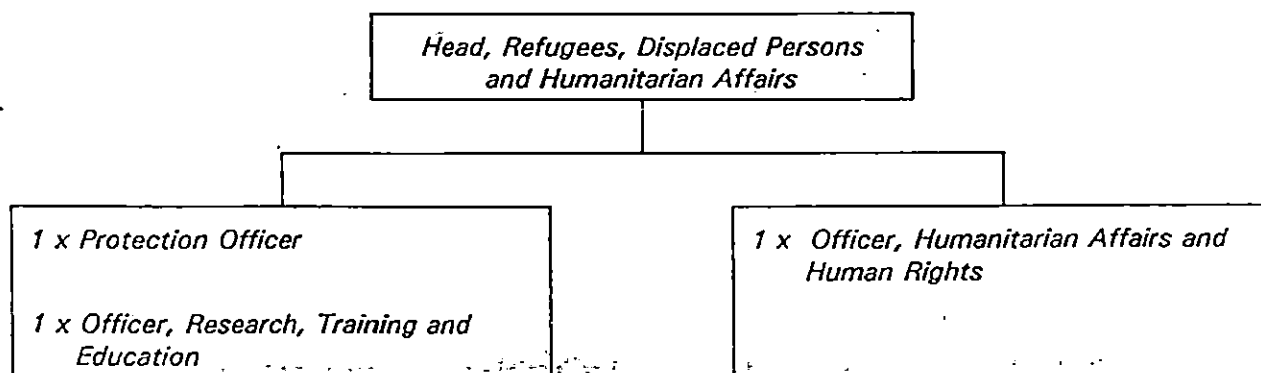 Head, Refugees, Displaced Persons
and Humanitarian Affairs
1 x Protection Officer
1 x Officer, Research, Training and
Education
1 x Officer, Humanitarian Affairs and
Human Rights